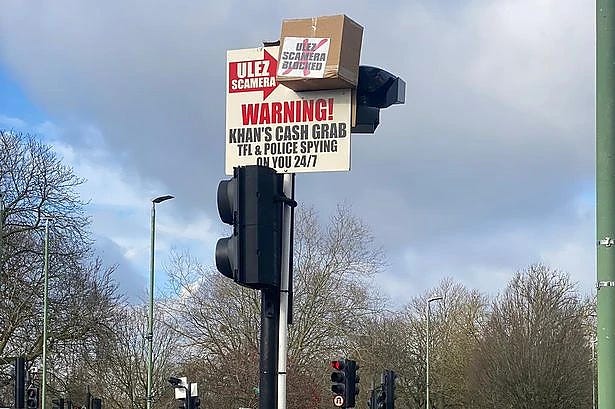 ULEZ
SCAMERA
BLOCKED
ULEZ
SCAMERA
WARNING!
KHAN'S CASH GRAB
TFL & POLICE SPYING
ON YOU 24/7